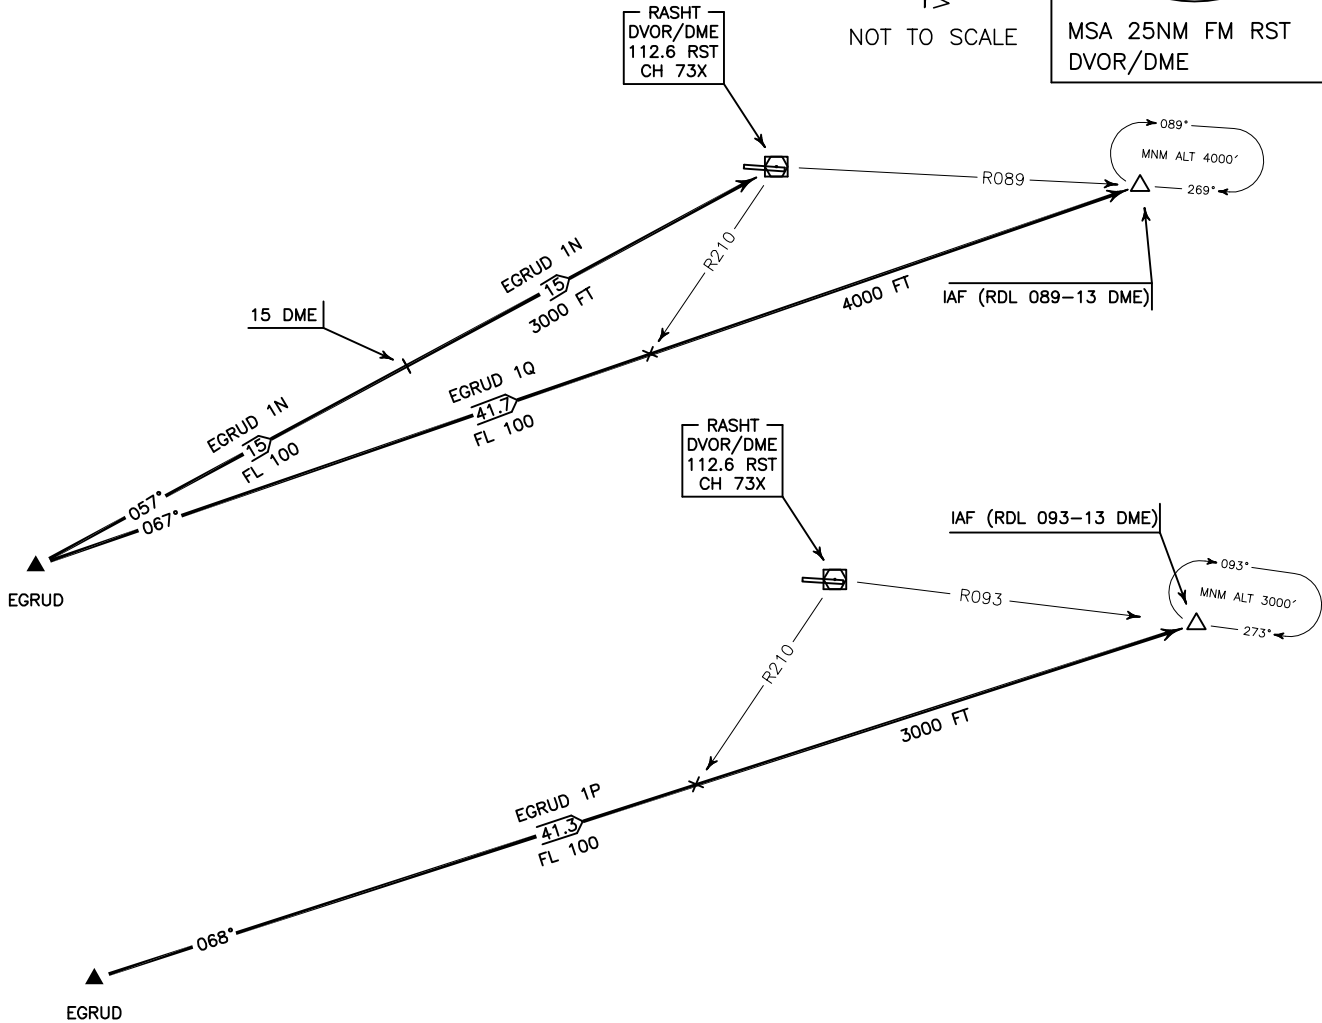 RASHT
DVOR/DME
112.6 RST
CH 73X
NOT TO SCALE
MSA 25NM FM RST
DVOR/DME
089°
MNM ALT 4000'
269°
R089
R210
EGRUD 1N
15
3000 FT
4000 FT
IAF (RDL 089-13 DME)
15 DME
EGRUD 1Q
41.7
FL 100
EGRUD 1N
15
FL 100
057°
067°
EGRUD
RASHT
DVOR/DME
112.6 RST
CH 73X
IAF (RDL 093-13 DME)
093°
MNM ALT 3000'
273°
R093
R210
3000 FT
EGRUD 1P
41.3
FL 100
068°
EGRUD